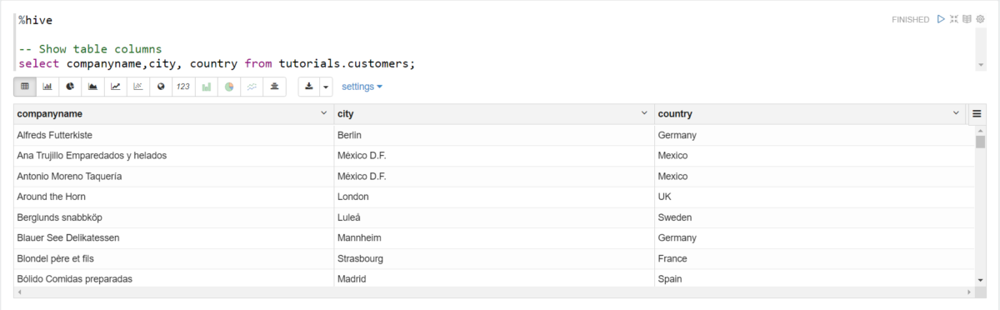 %hive
FINISHED
-- Show table columns
select companyname,city, country from tutorials.customers;
123
settings
companyname city country
Alfreds Futterkiste Berlin Germany
Ana Trujillo Emparedados y helados México D.F. Mexico
Antonio Moreno Taquería México D.F. Mexico
Around the Horn London UK
Berglunds snabbköp Luleå Sweden
Blauer See Delikatessen Mannheim Germany
Blondel père et fils Strasbourg France
Bólido Comidas preparadas Madrid Spain